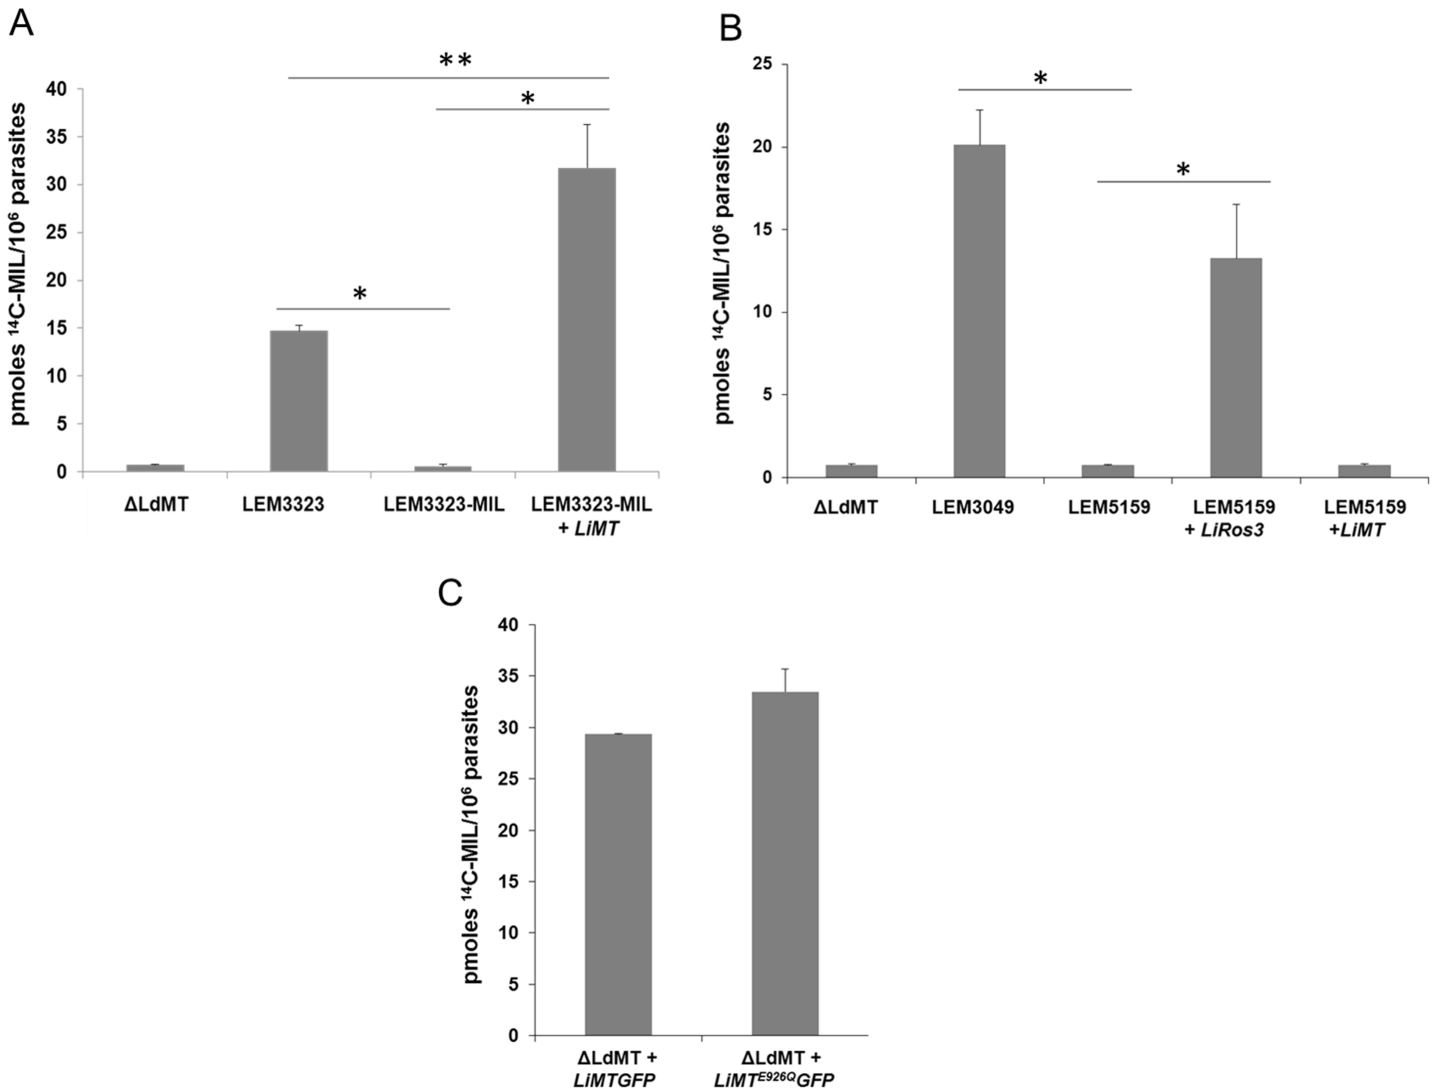 A
pmoles ¹⁴C-MIL/10⁶ parasites
40
35
30
25
20
15
10
5
0
**
*
*
ΔLdMT
LEM3323
LEM3323-MIL
LEM3323-MIL
+ LiMT
B
pmoles ¹⁴C-MIL/10⁶ parasites
25
20
15
10
5
0
*
*
ΔLdMT
LEM3049
LEM5159
LEM5159
+ LiRos3
LEM5159
+LiMT
C
pmoles ¹⁴C-MIL/10⁶ parasites
40
35
30
25
20
15
10
5
0
ΔLdMT +
LiMTGFP
ΔLdMT +
LiMTᴱ⁹²⁶QGFP